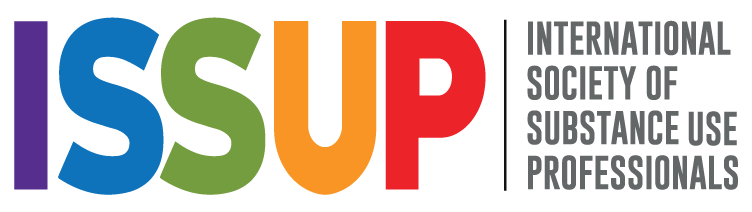 ISSUP
INTERNATIONAL
SOCIETY OF
SUBSTANCE USE
PROFESSIONALS